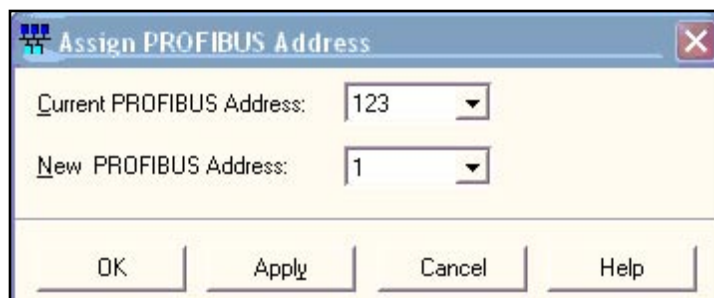 Assign PROFIBUS Address
Current PROFIBUS Address: 123
New PROFIBUS Address: 1
OK Apply Cancel Help